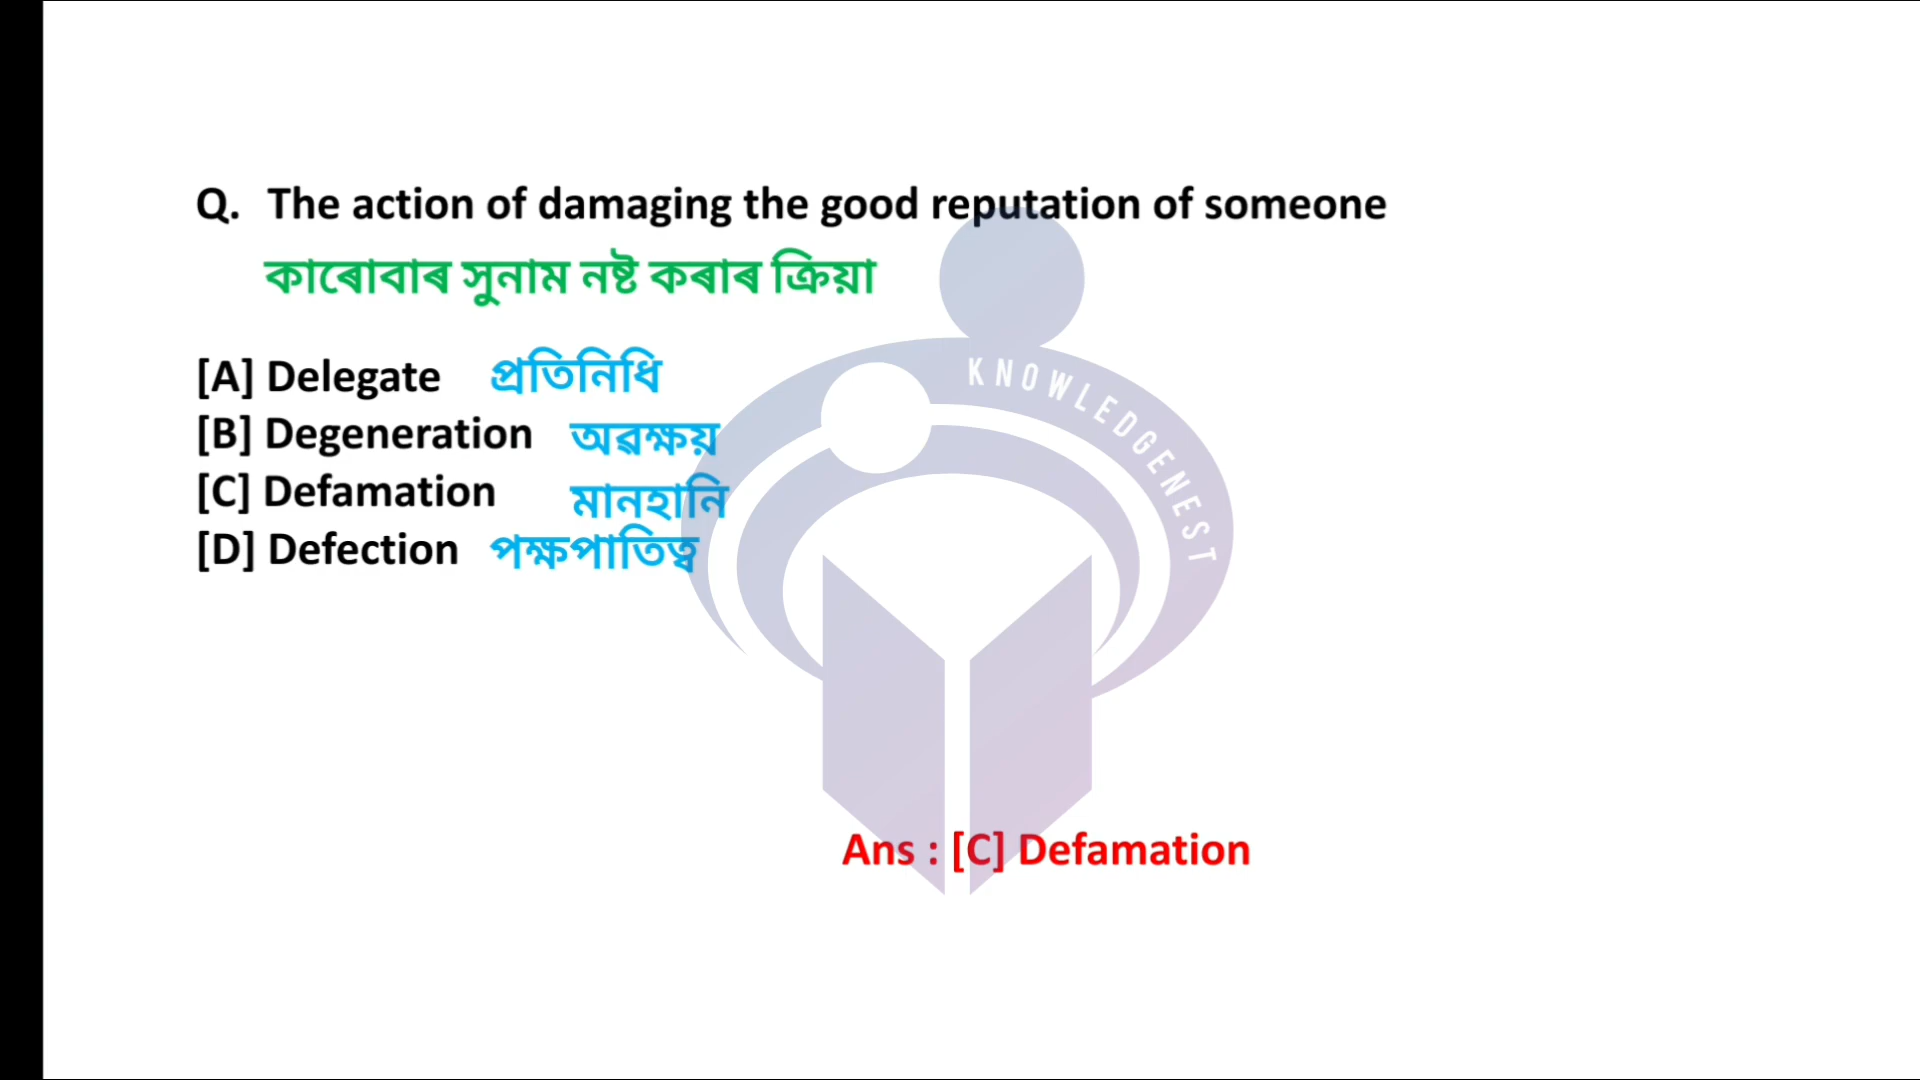 Q. The action of damaging the good reputation of someone
কাৰোবাৰ সুনাম নষ্ট কৰাৰ ক্ৰিয়া
[A] Delegate প্ৰতিনিধি
[B] Degeneration অৱক্ষয়
[C] Defamation মানহানি
[D] Defection পক্ষপাতিত্ব
KNOWLEDGENEST
Ans : [C] Defamation